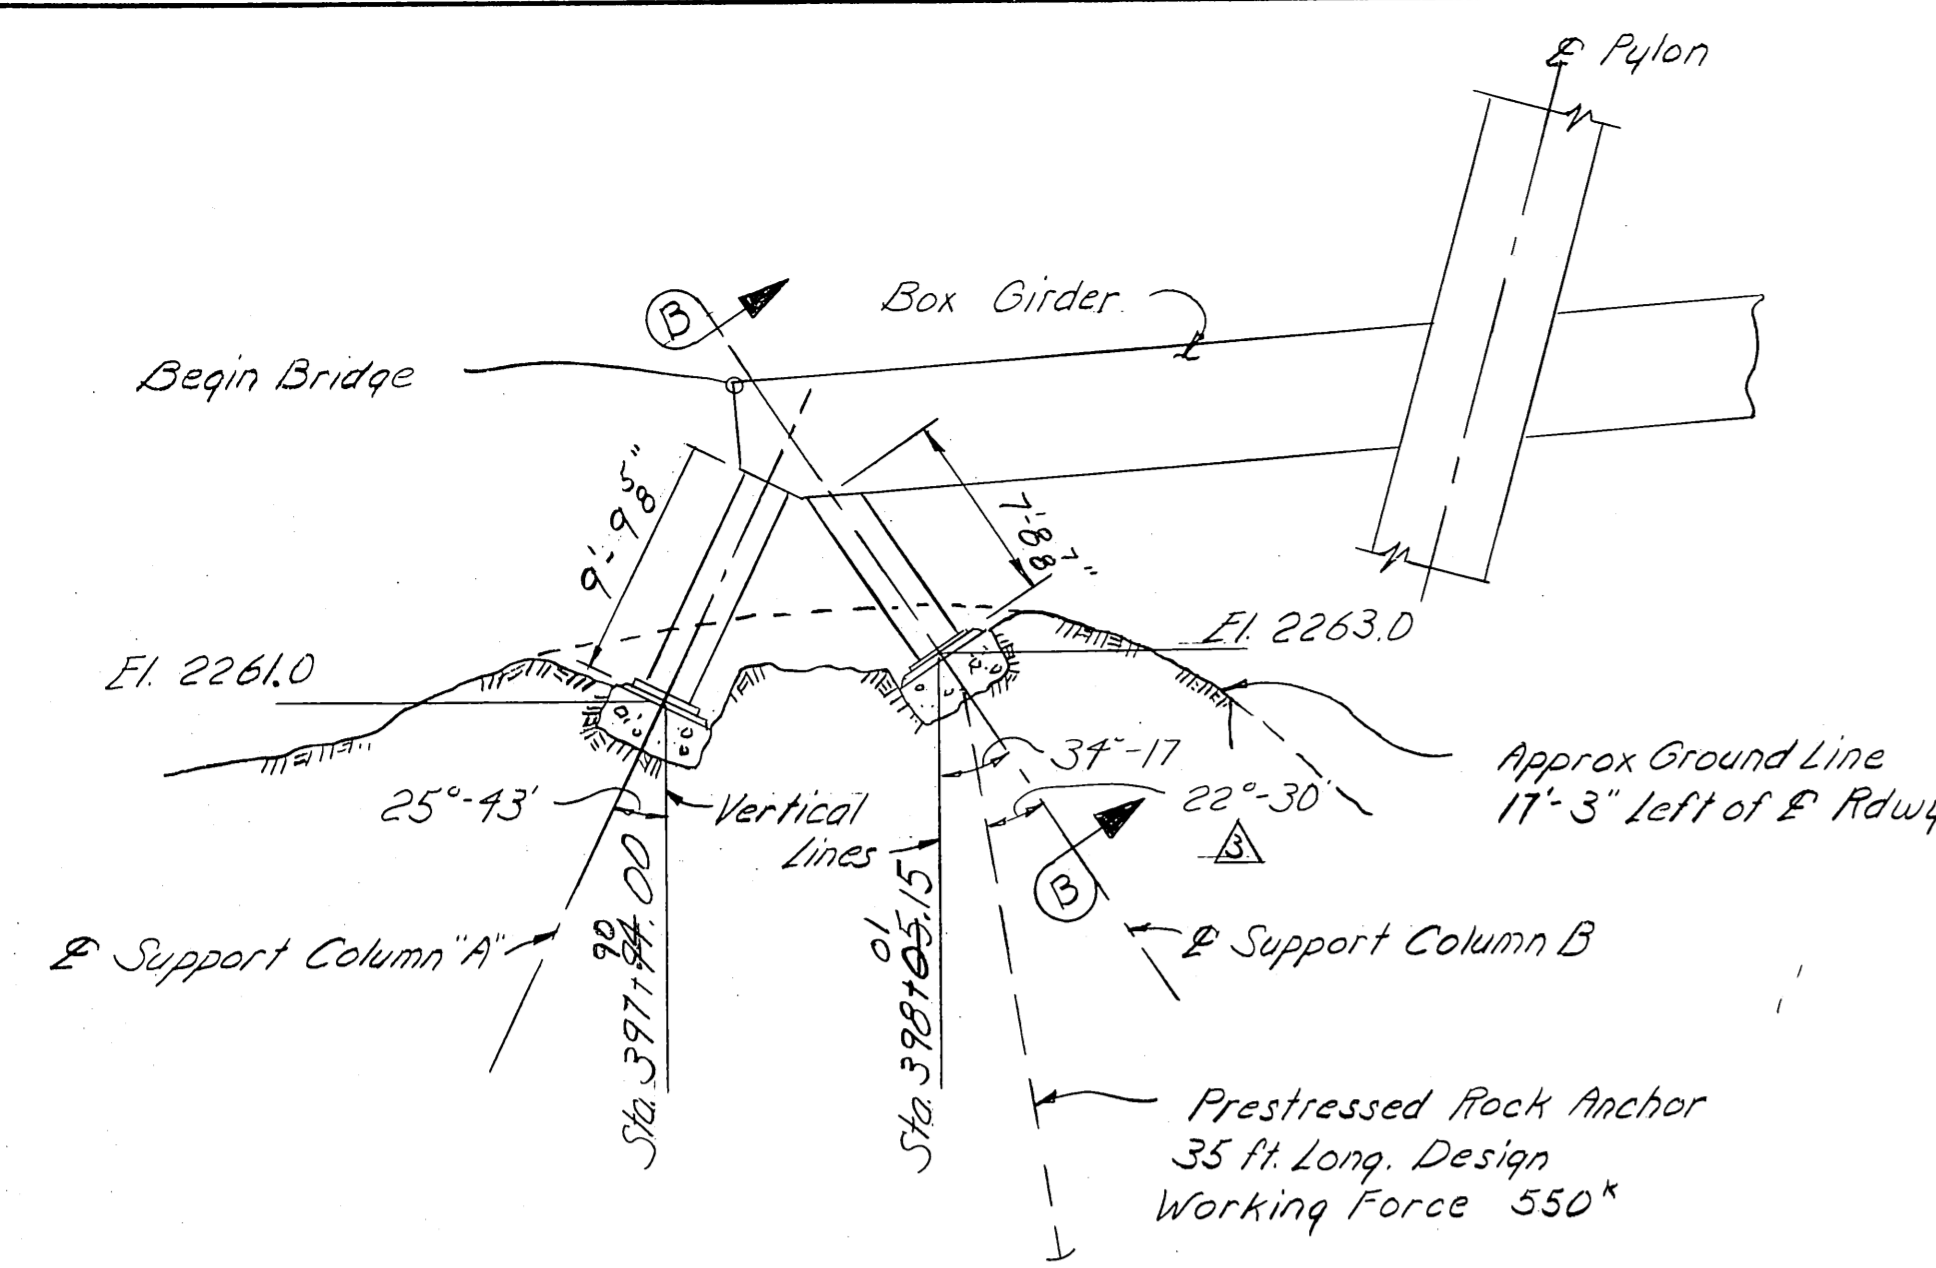 ℄ Pylon
Box Girder
B
Begin Bridge
9'-9 5/8"
7'-8 7/8"
El. 2261.0
El. 2263.0
34°-17
25°-43'
Vertical
Lines
22°-30'
3
Approx Ground Line
17'-3" Left of ℄ Rdwy
B
℄ Support Column "A"
℄ Support Column B
90
Sta. 397+94.00
01
Sta. 398+05.15
Prestressed Rock Anchor
35 ft. Long. Design
Working Force 550ᵏ